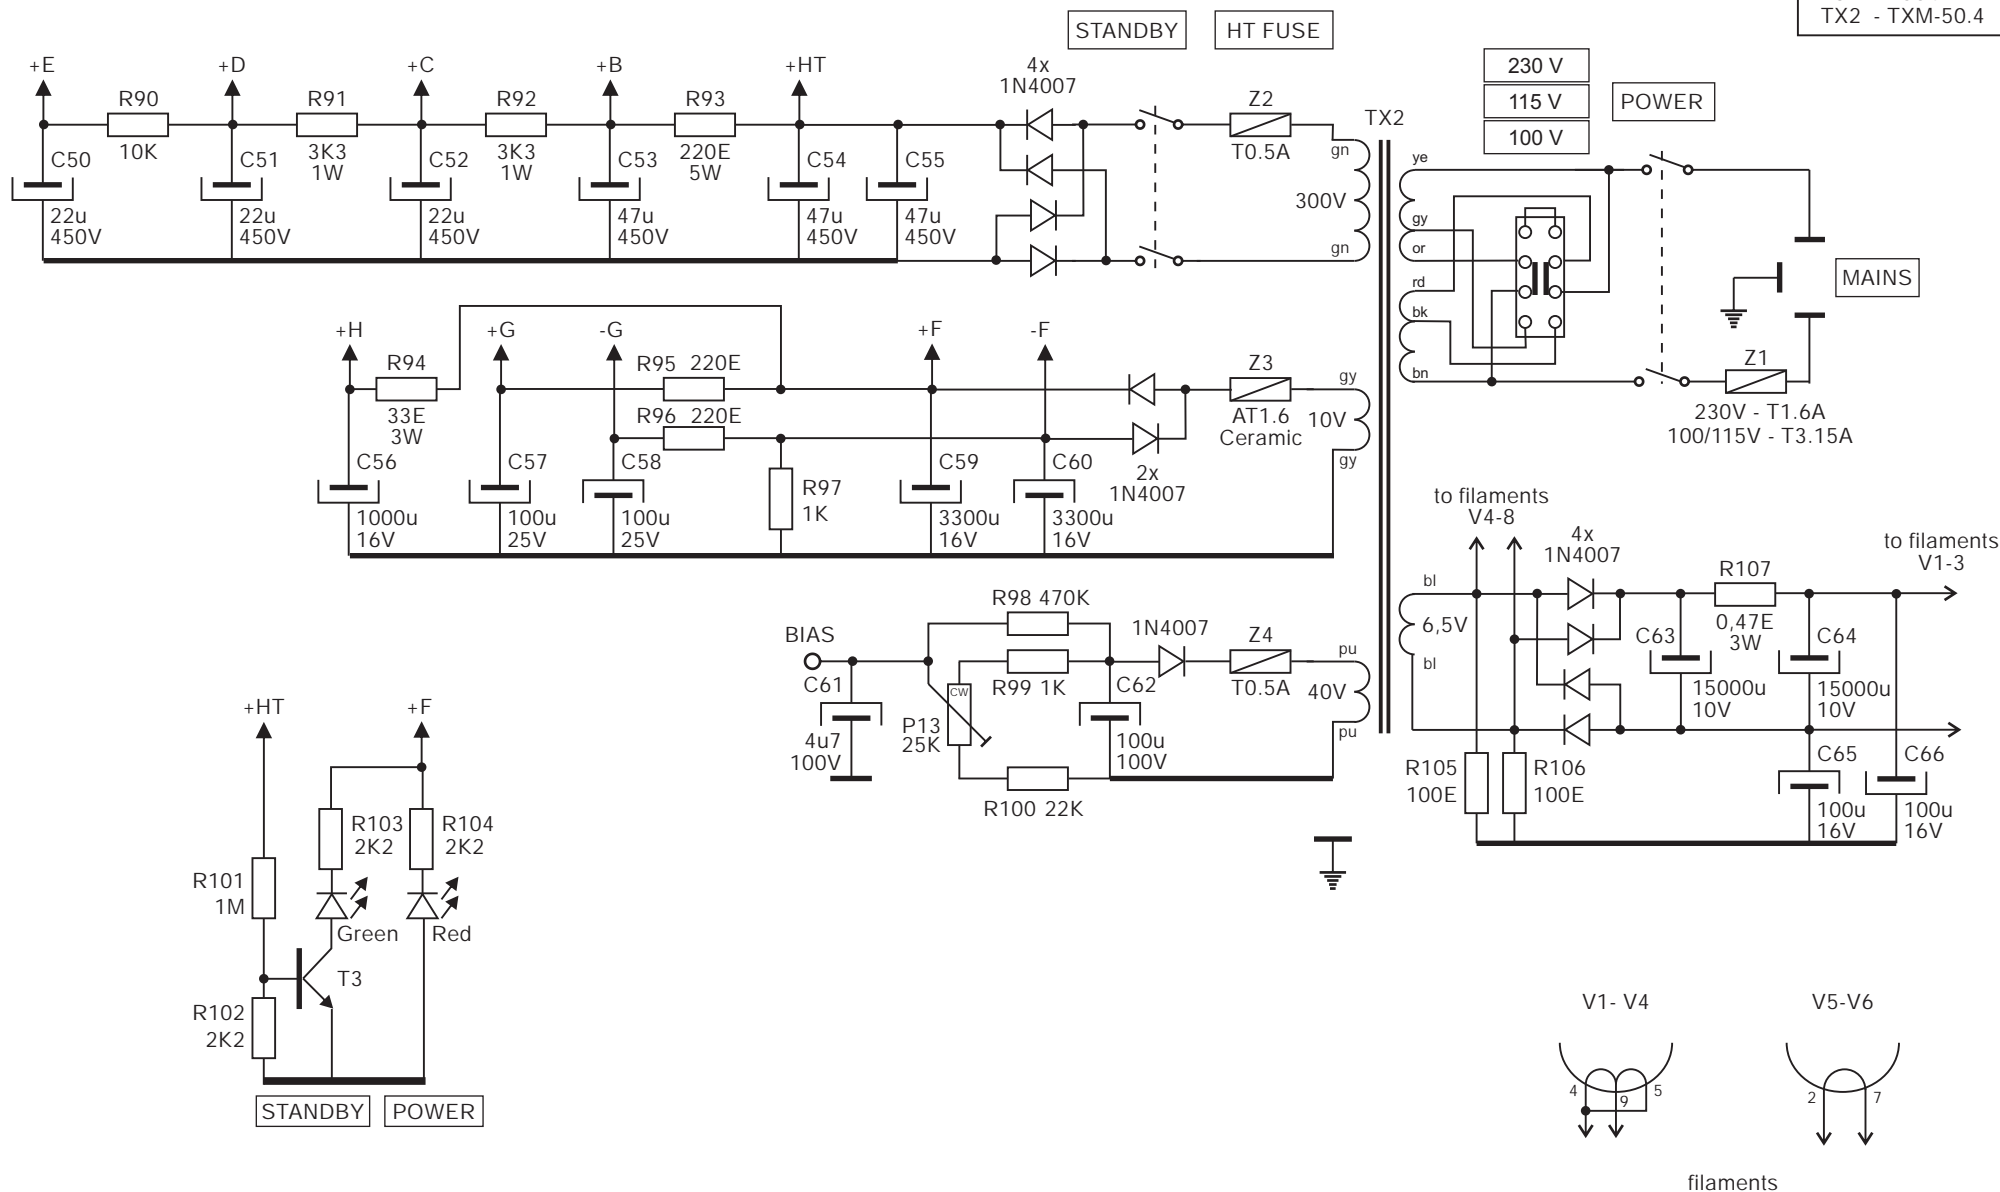 TX2 - TXM-50.4
STANDBY
HT FUSE
230 V
115 V
100 V
POWER
+E
+D
+C
+B
+HT
4x
1N4007
R90
10K
R91
3K3
1W
R92
3K3
1W
R93
220E
5W
Z2
T0.5A
TX2
C50
22u
450V
C51
22u
450V
C52
22u
450V
C53
47u
450V
C54
47u
450V
C55
47u
450V
gn
300V
gn
ye
gy
or
rd
bk
bn
MAINS
Z1
230V - T1.6A
100/115V - T3.15A
+H
+G
-G
+F
-F
R94
33E
3W
R95 220E
R96 220E
Z3
AT1.6
Ceramic
gy
10V
gy
C56
1000u
16V
C57
100u
25V
C58
100u
25V
R97
1K
C59
3300u
16V
C60
3300u
16V
2x
1N4007
to filaments
V4-8
4x
1N4007
to filaments
V1-3
bl
6,5V
bl
R107
0,47E
3W
C63
15000u
10V
C64
15000u
10V
R105
100E
R106
100E
C65
100u
16V
C66
100u
16V
BIAS
R98 470K
R99 1K
1N4007
Z4
T0.5A
pu
40V
pu
C61
4u7
100V
CW
P13
25K
C62
100u
100V
R100 22K
+HT
+F
R103
2K2
R104
2K2
R101
1M
Green
Red
T3
R102
2K2
STANDBY
POWER
V1- V4
V5-V6
4
9
5
2
7
filaments